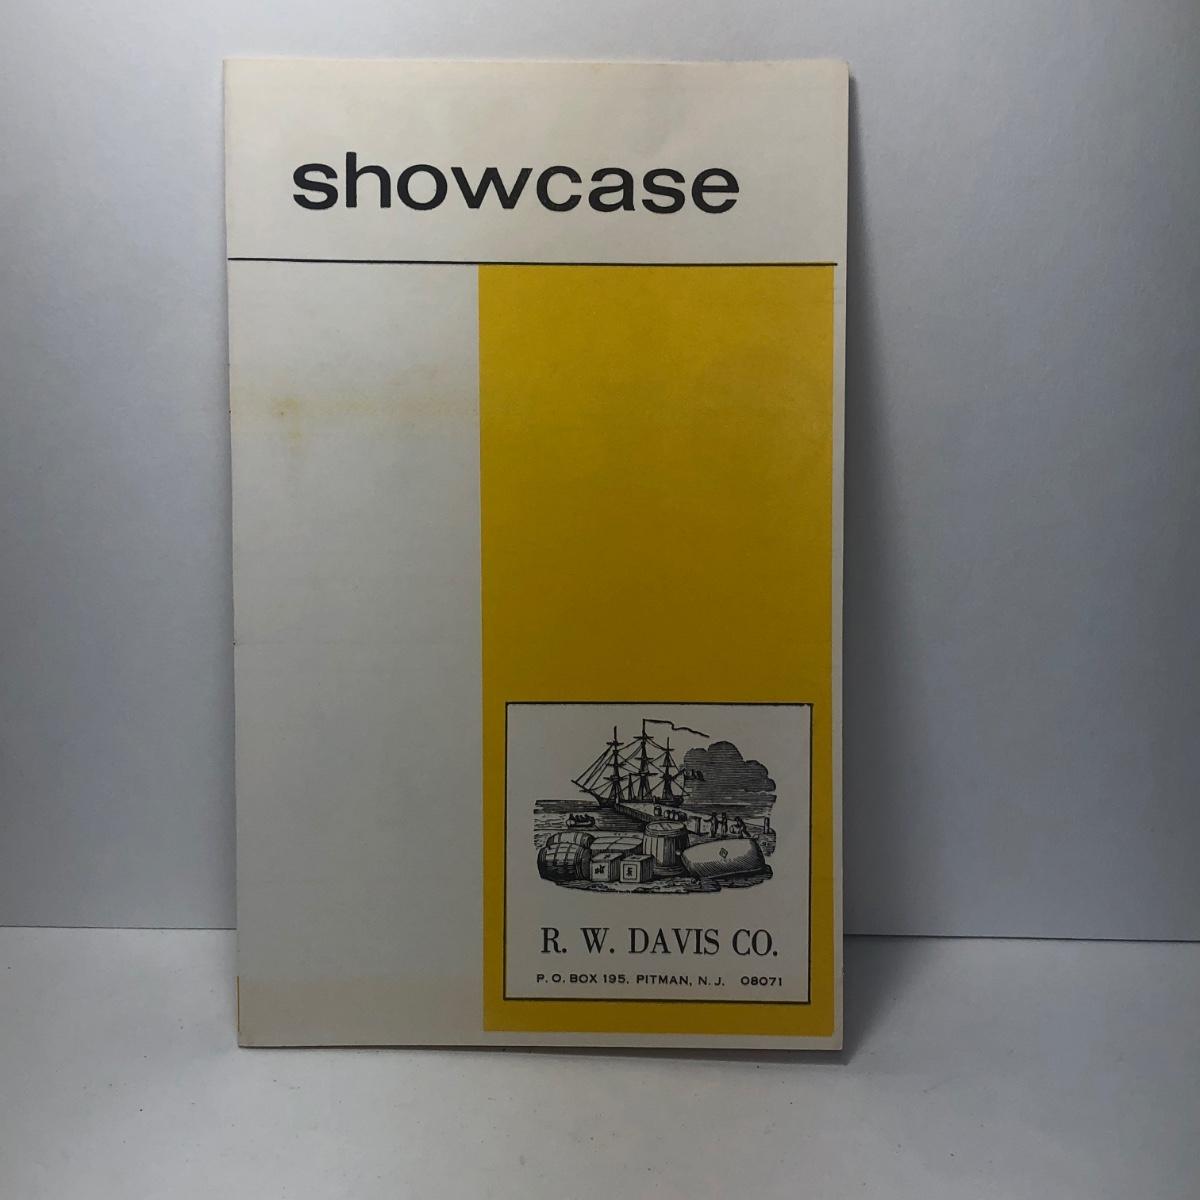 showcase
R. W. DAVIS CO.
P. O. BOX 195, PITMAN, N. J. 08071